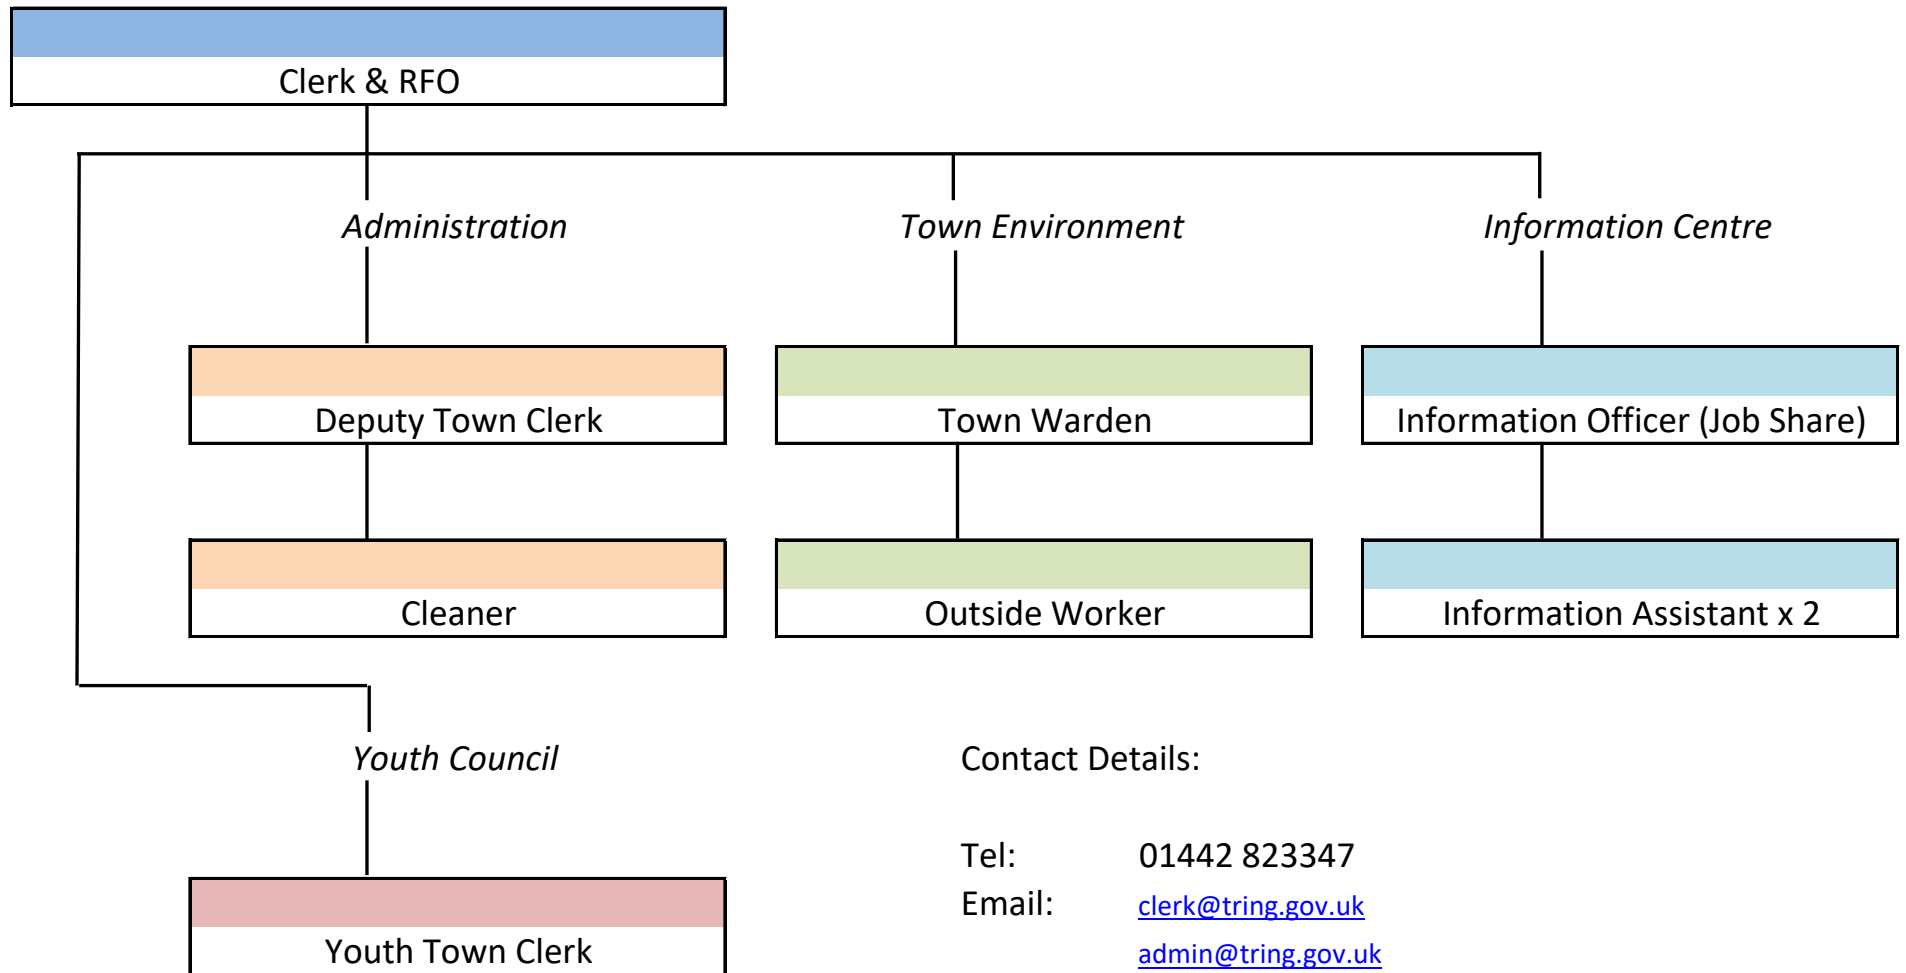 Clerk & RFO
Administration
Town Environment
Information Centre
Deputy Town Clerk
Town Warden
Information Officer (Job Share)
Cleaner
Outside Worker
Information Assistant x 2
Youth Council
Contact Details:
Tel: 01442 823347
Email: clerk@tring.gov.uk
Youth Town Clerk
admin@tring.gov.uk